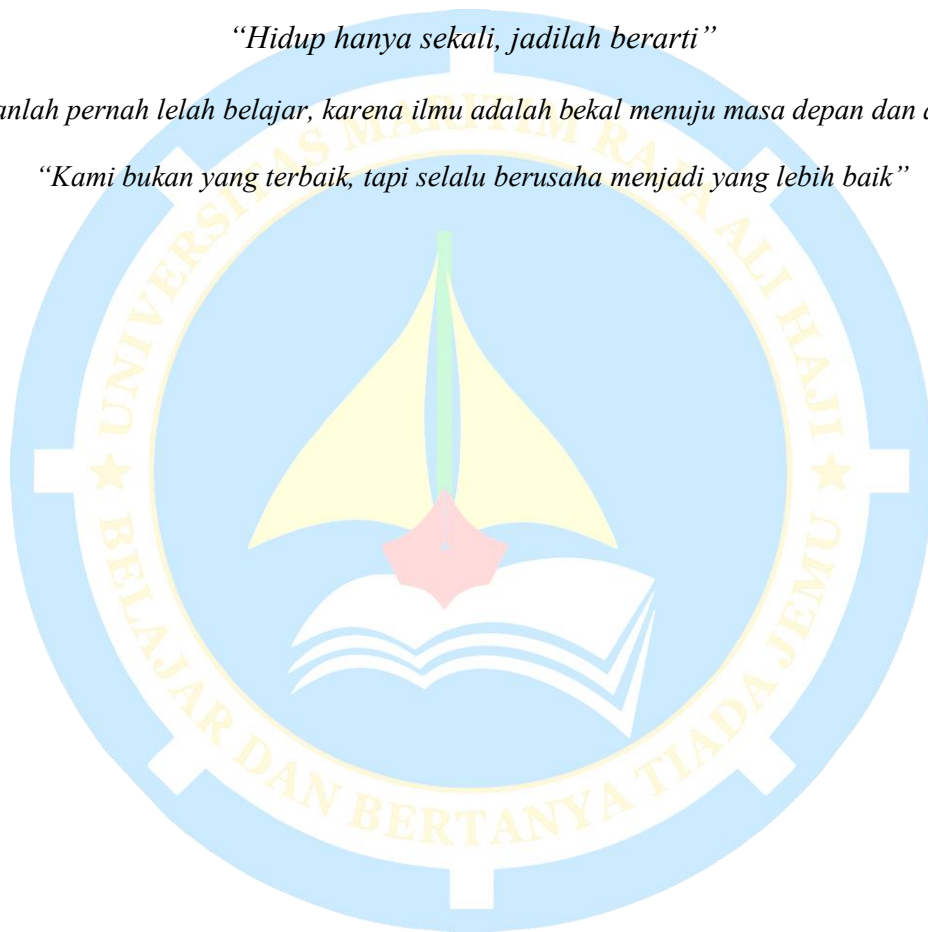 “Hidup hanya sekali, jadilah berarti”
pernah lelah belajar, karena ilmu adalah bekal menuju masa depan dan
“Kami bukan yang terbaik, tapi selalu berusaha menjadi yang lebih baik”
UNIVERSITAS MARITIM RAJA ALI HAJI
BELAJAR DAN BERTANYA TIADA JEMU